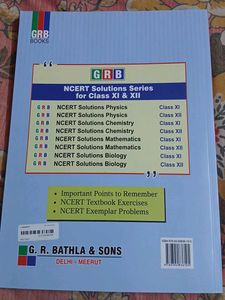 GRB
BOOKS
GRB
NCERT Solutions Series
for Class XI & XII
GRB NCERT Solutions Physics Class XI
GRB NCERT Solutions Physics Class XII
GRB NCERT Solutions Chemistry Class XI
GRB NCERT Solutions Chemistry Class XII
GRB NCERT Solutions Mathematics Class XI
GRB NCERT Solutions Mathematics Class XII
GRB NCERT Solutions Biology Class XI
GRB NCERT Solutions Biology Class XII
• Important Points to Remember
• NCERT Textbook Exercises
• NCERT Exemplar Problems
G. R. BATHLA & SONS
DELHI - MEERUT